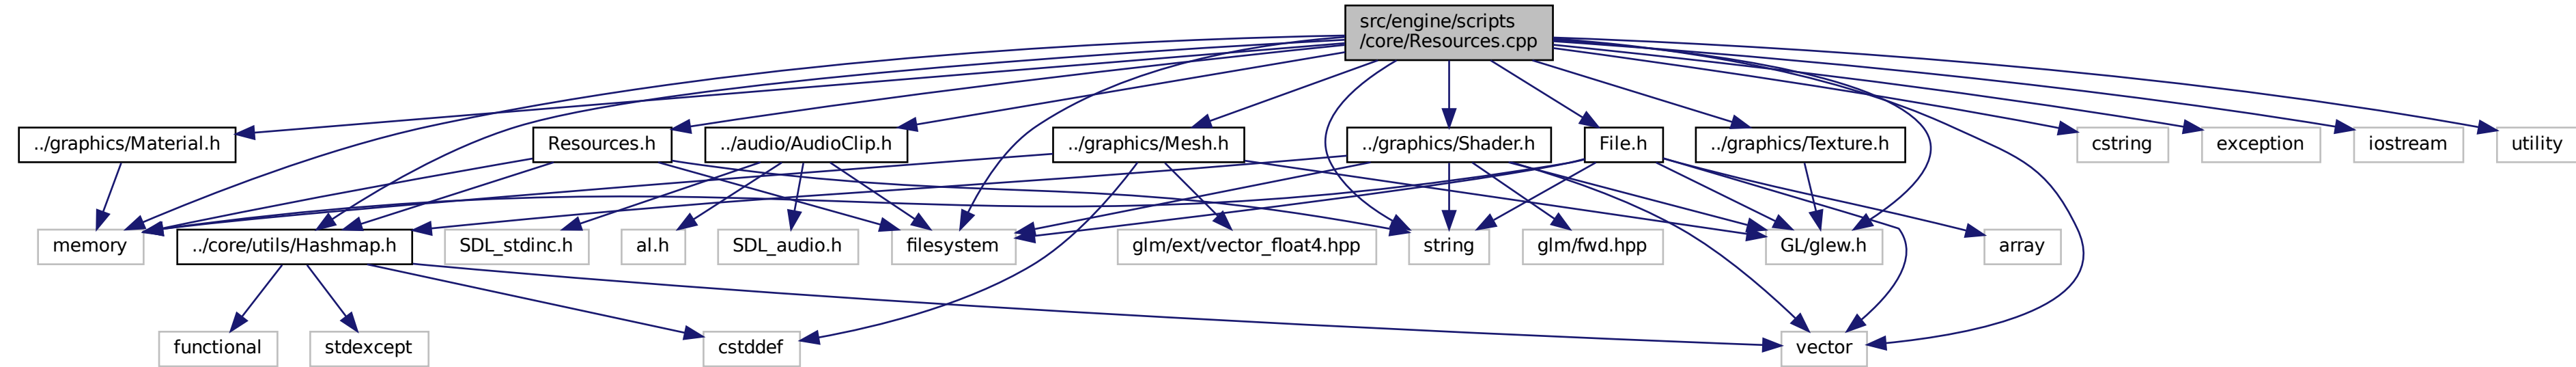 src/engine/scripts
/core/Resources.cpp
../graphics/Material.h
Resources.h
../audio/AudioClip.h
../graphics/Mesh.h
../graphics/Shader.h
File.h
../graphics/Texture.h
cstring
exception
iostream
utility
memory
../core/utils/Hashmap.h
SDL_stdinc.h
al.h
SDL_audio.h
filesystem
glm/ext/vector_float4.hpp
string
glm/fwd.hpp
GL/glew.h
array
functional
stdexcept
cstddef
vector